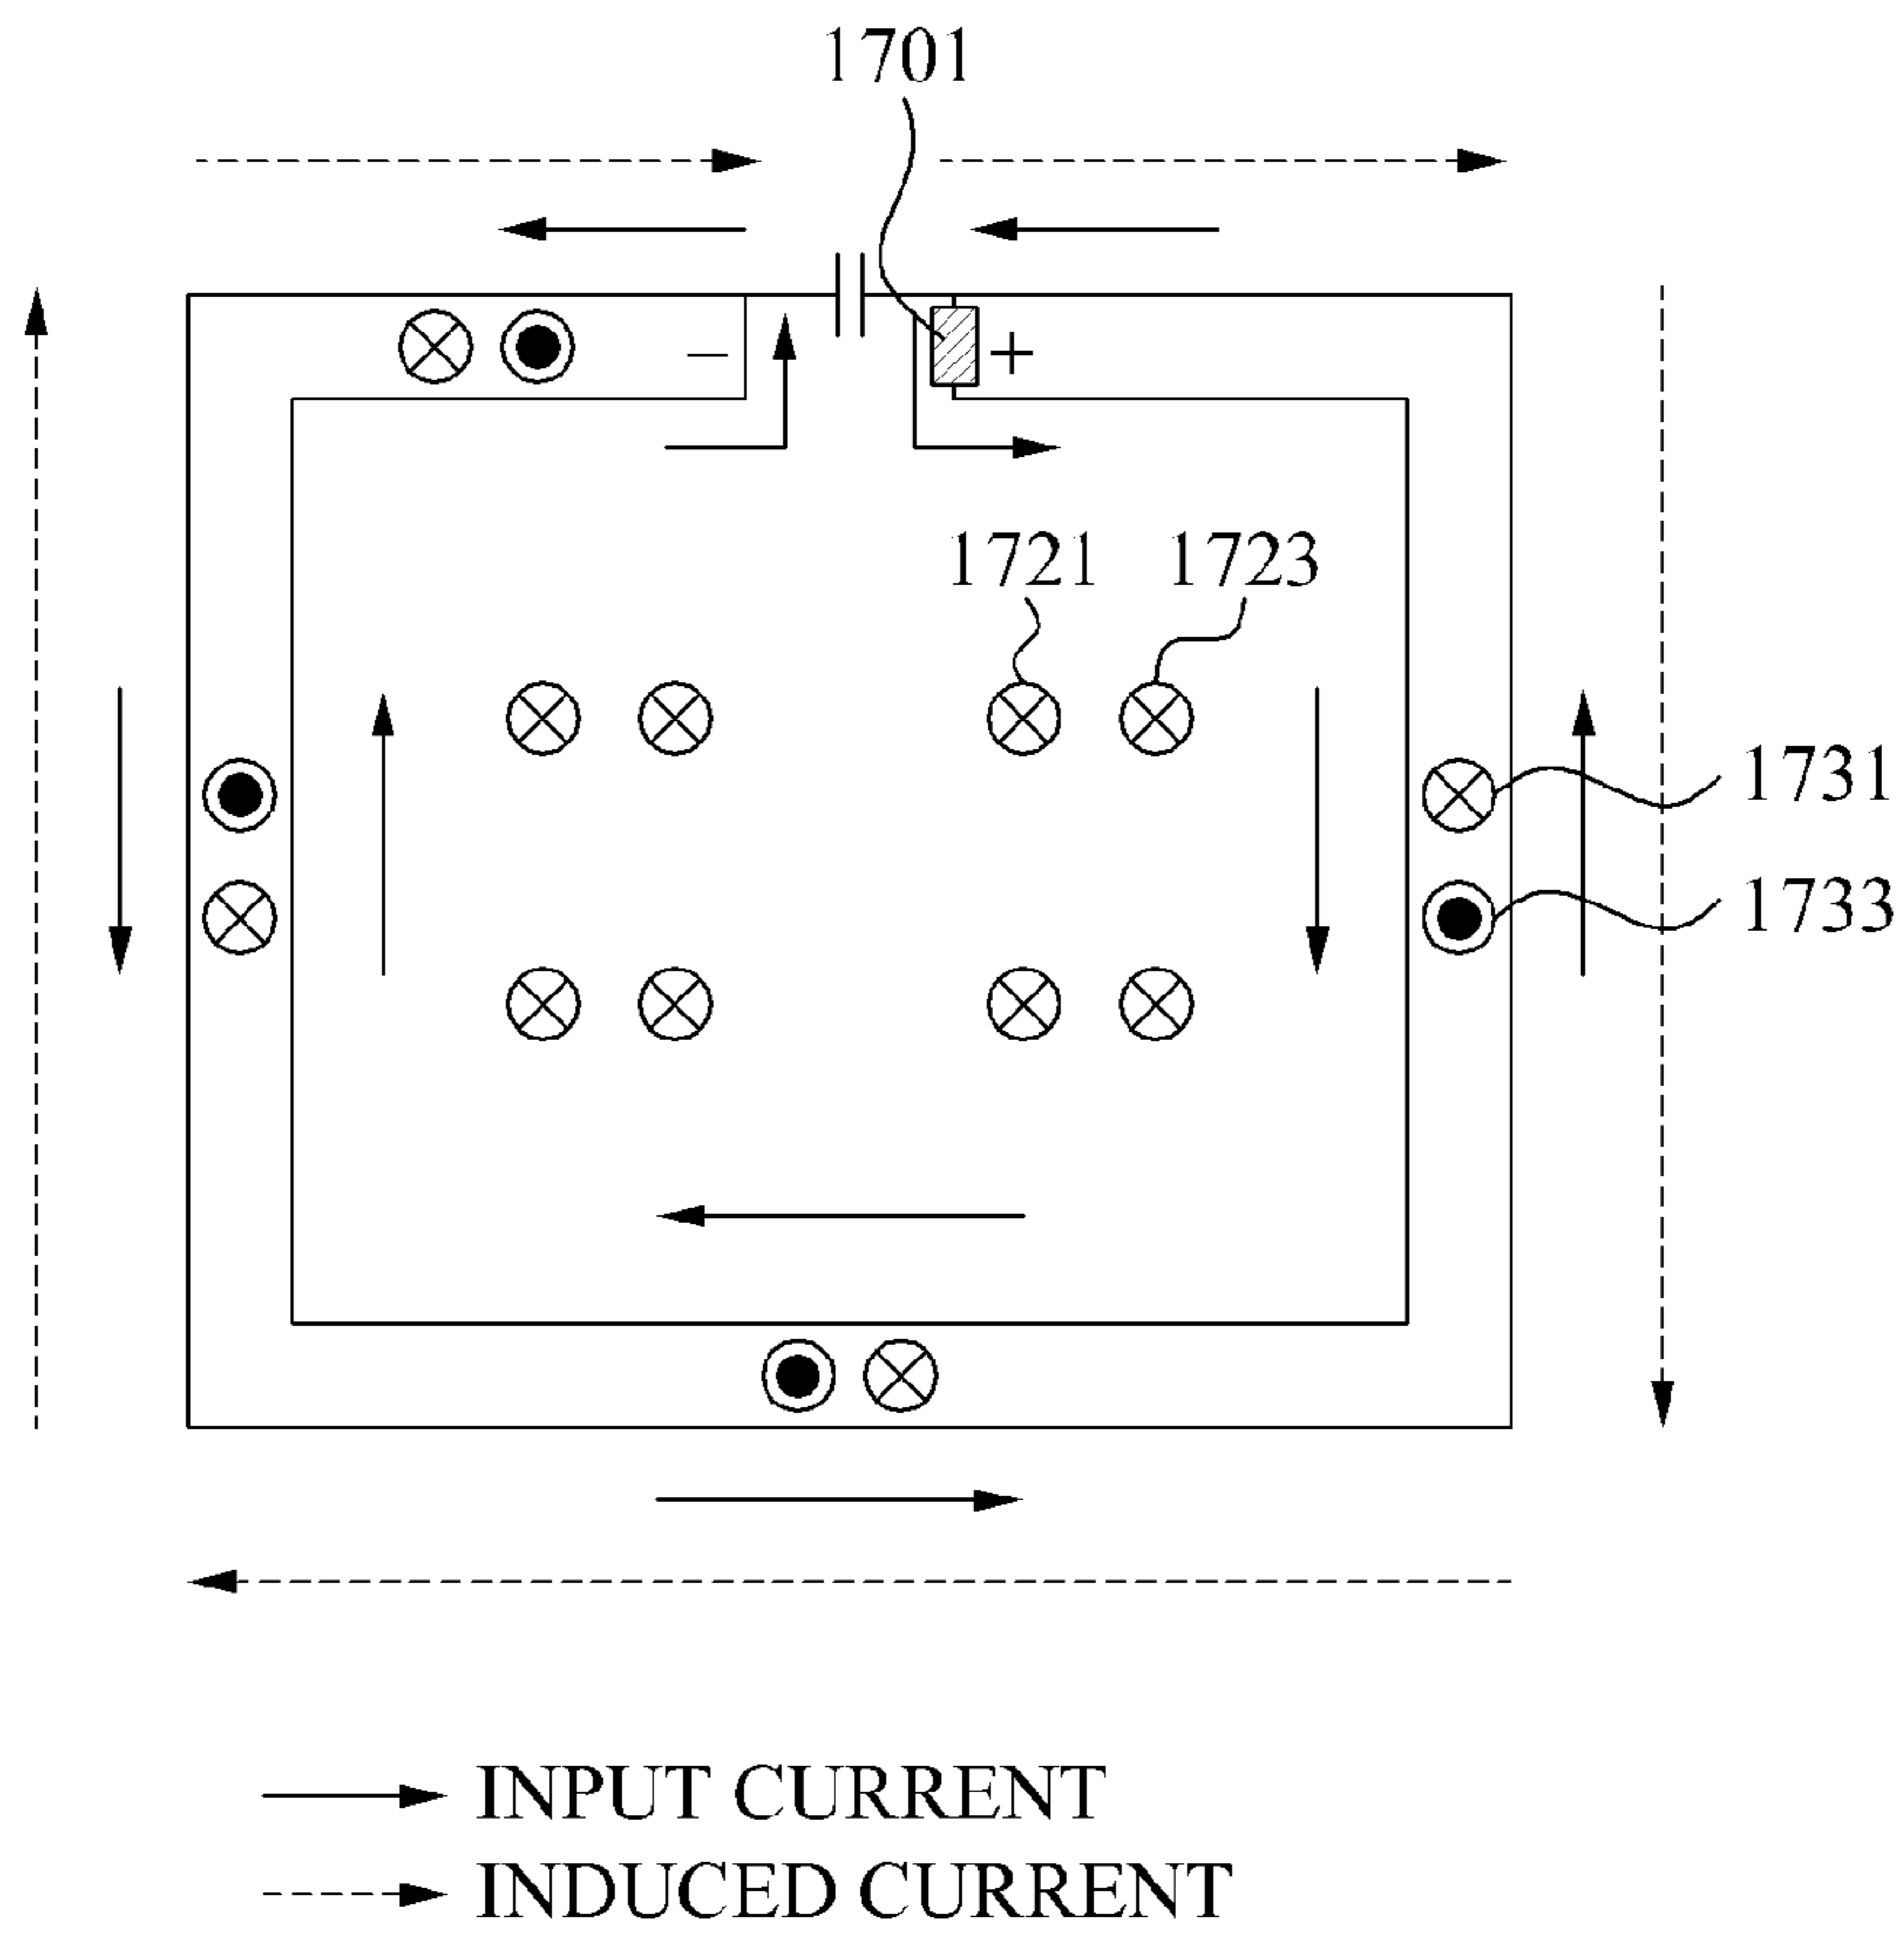 1701
− +
1721 1723
1731
1733
INPUT CURRENT
INDUCED CURRENT